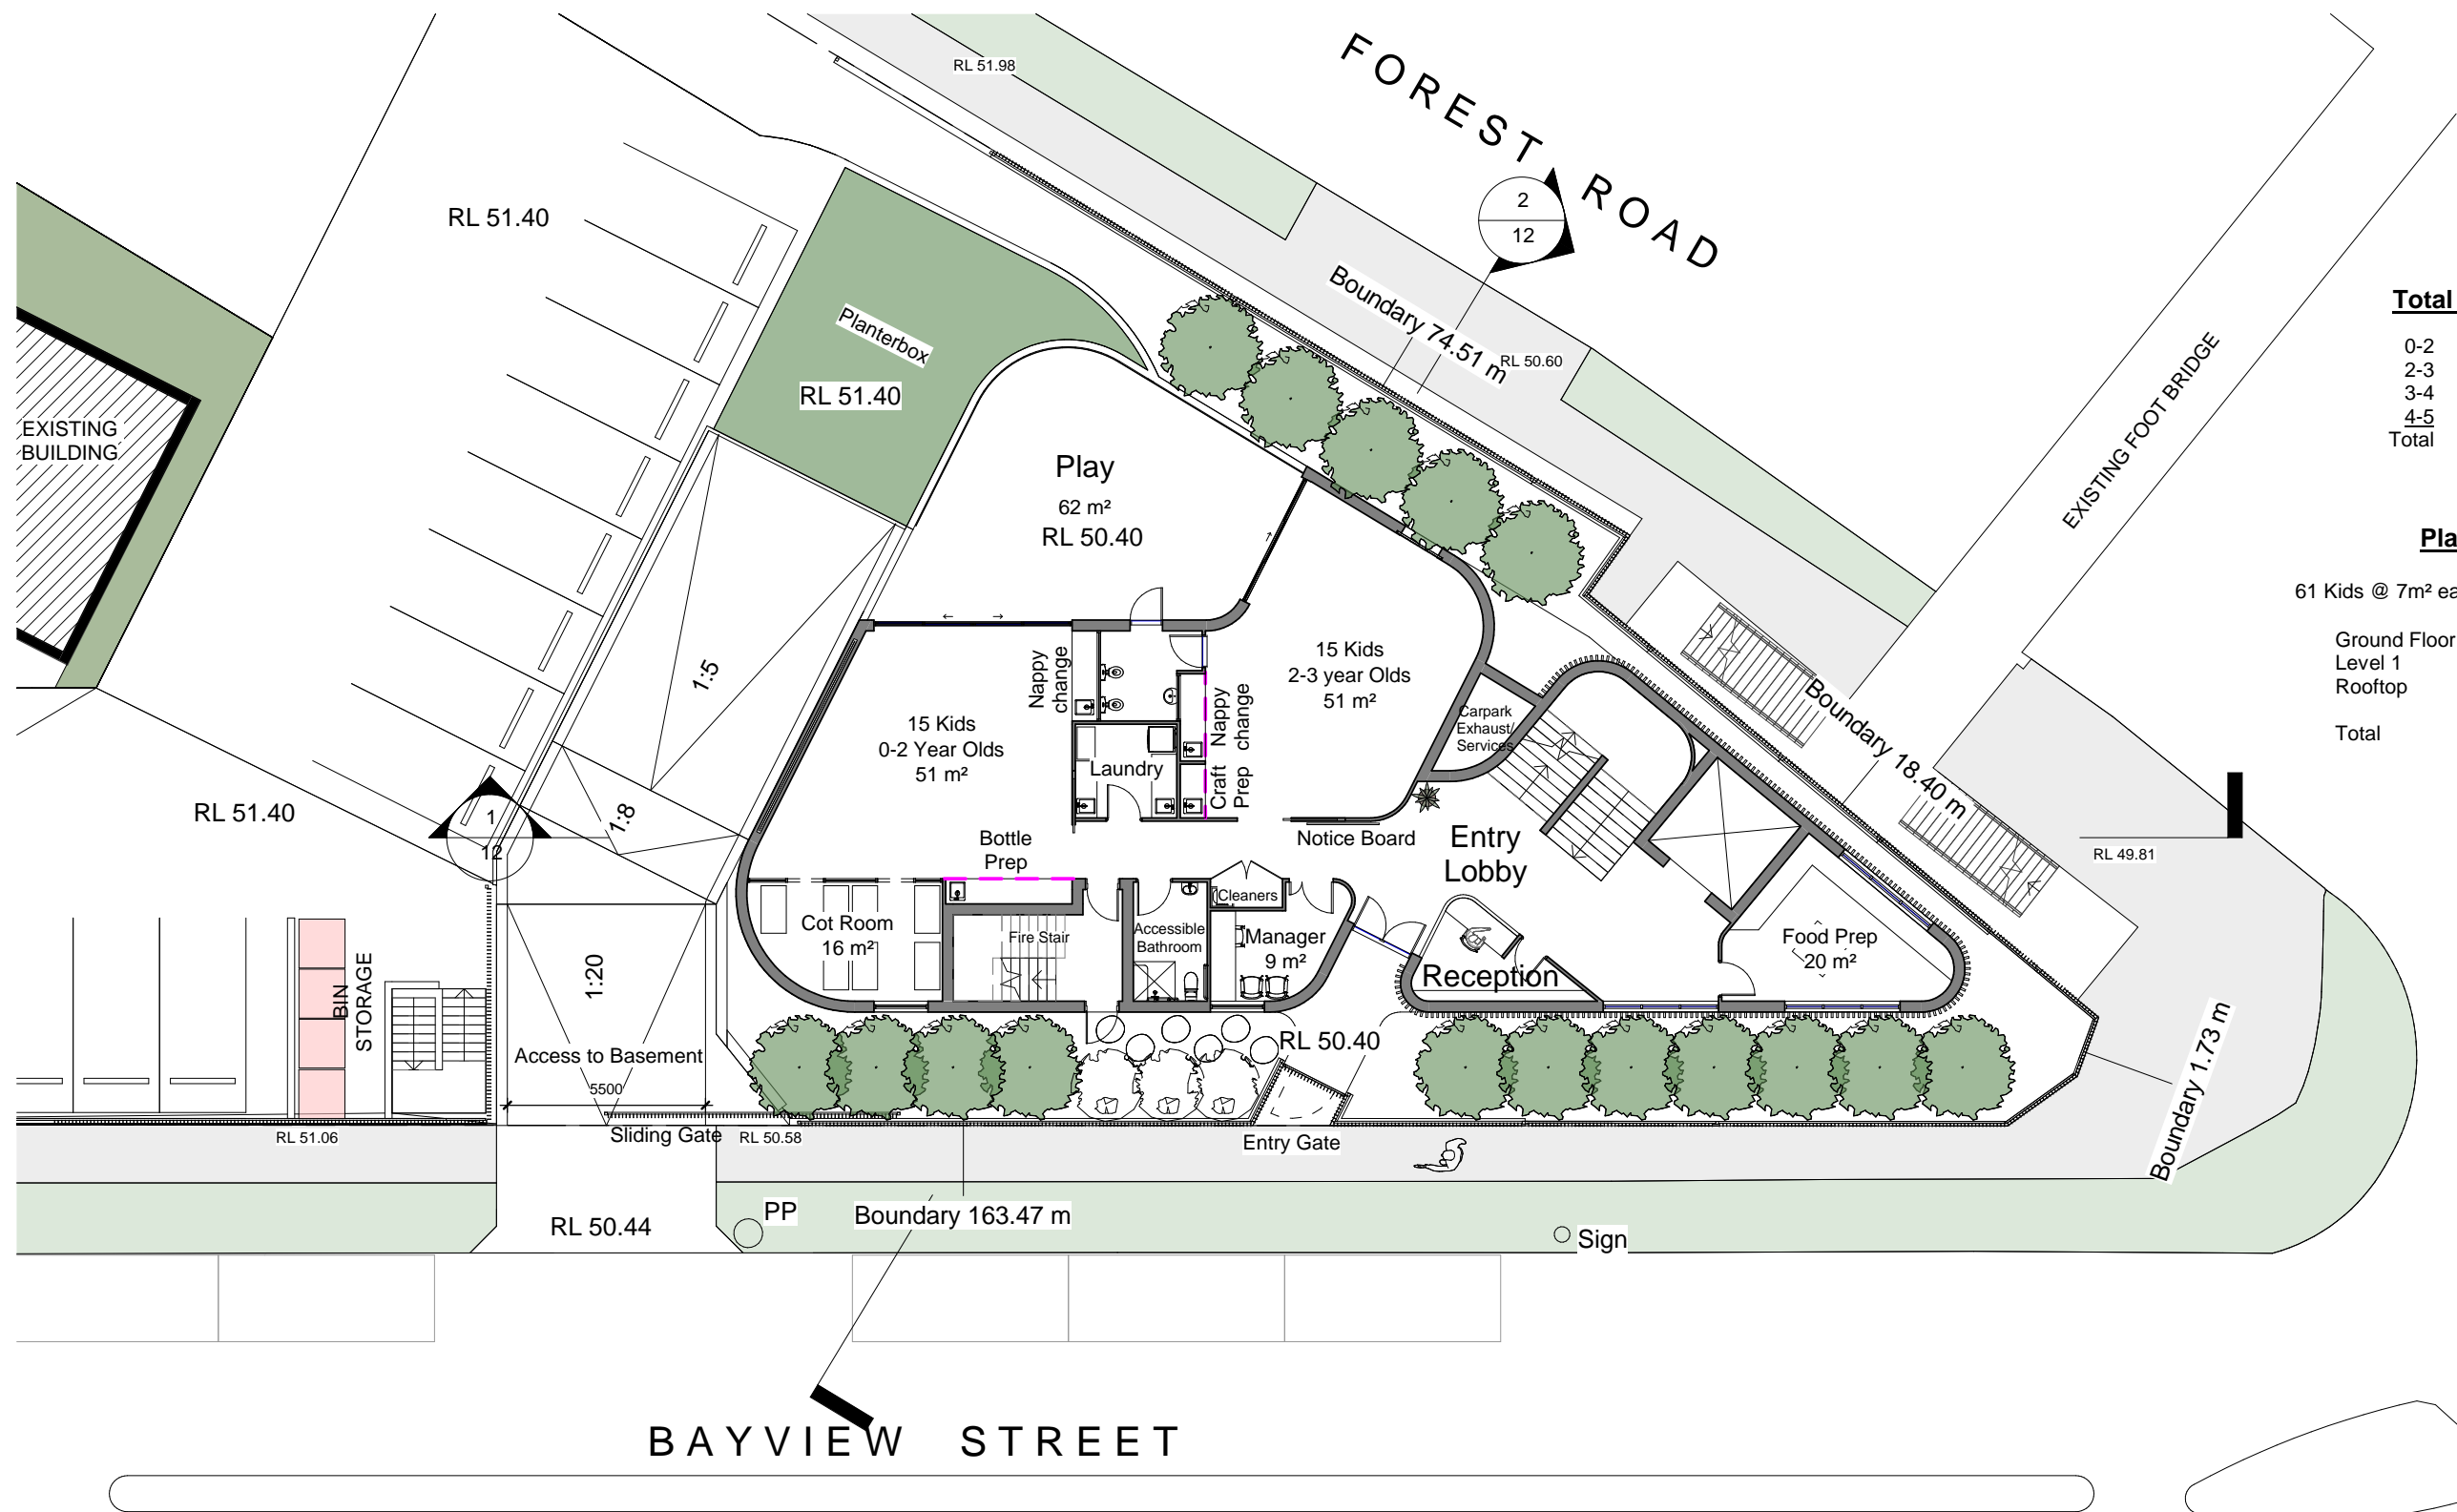 FOREST ROAD
RL 51.98
2
12
RL 51.40
Boundary 74.51 m
RL 50.60
Planterbox
RL 51.40
EXISTING
BUILDING
EXISTING FOOT BRIDGE
Total
0-2
2-3
3-4
4-5
Total
Pla
61 Kids @ 7m² ea
Ground Floor
Level 1
Rooftop
Total
Play
62 m²
RL 50.40
1:5
1:8
1:20
Nappy
change
15 Kids
0-2 Year Olds
51 m²
Laundry
Nappy change
Craft Prep
15 Kids
2-3 year Olds
51 m²
Carpark
Exhaust/
Services
Boundary 18.40 m
RL 51.40
1
12
Bottle
Prep
Notice Board
Entry
Lobby
RL 49.81
Cot Room
16 m²
Fire Stair
Accessible
Bathroom
Cleaners
Manager
9 m²
Reception
Food Prep
20 m²
BIN
STORAGE
Access to Basement
5500
RL 50.40
Boundary 1.73 m
RL 51.06
Sliding Gate
RL 50.58
Entry Gate
RL 50.44
PP
Boundary 163.47 m
Sign
BAYVIEW STREET